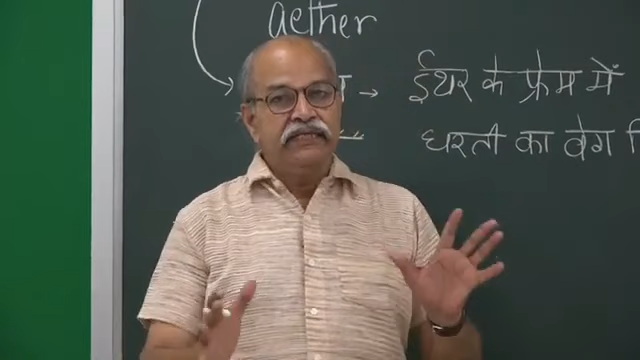 aether
ईथर के फ्रेम में
धरती का वेग